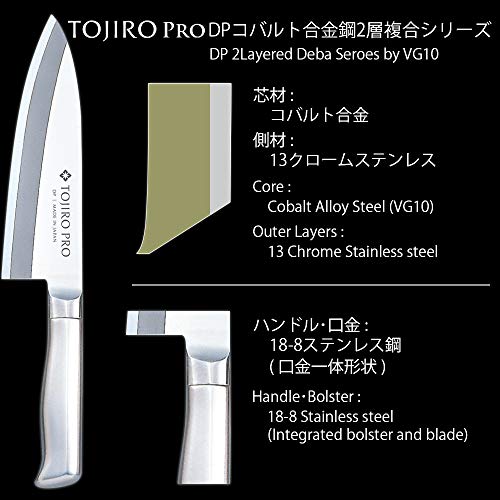 TOJIRO PRO DPコバルト合金鋼2層複合シリーズ
DP 2Layered Deba Seroes by VG10
芯材 :
コバルト合金
側材 :
13クロームステンレス
Core :
Cobalt Alloy Steel (VG10)
Outer Layers :
13 Chrome Stainless steel
ハンドル・口金 :
18-8ステンレス鋼
( 口金一体形状 )
Handle・Bolster :
18-8 Stainless steel
(Integrated bolster and blade)
TOJIRO PRO
DP | MADE IN JAPAN